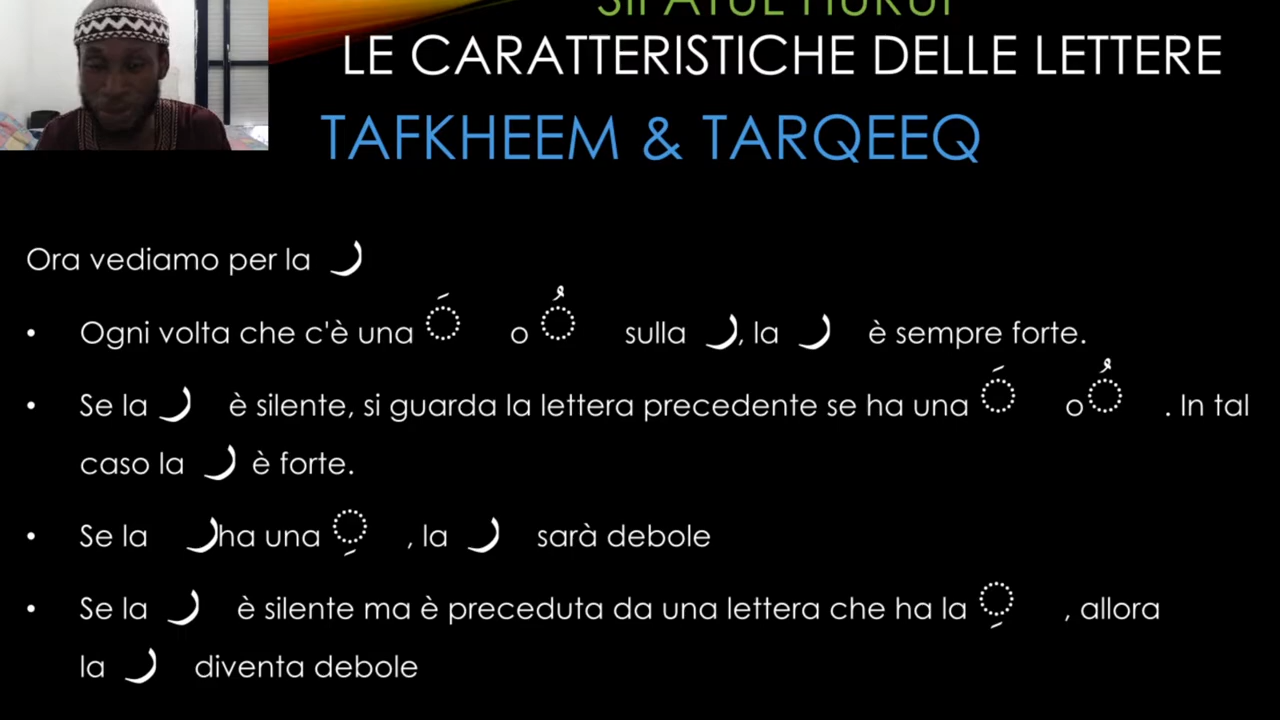 SIFATUL HURUF
LE CARATTERISTICHE DELLE LETTERE
TAFKHEEM & TARQEEQ
Ora vediamo per la ر
• Ogni volta che c'è una ◌َ o ◌ُ sulla ر, la ر è sempre forte.
• Se la ر è silente, si guarda la lettera precedente se ha una ◌َ o ◌ُ . In tal
caso la ر è forte.
• Se la ر ha una ◌ِ , la ر sarà debole
• Se la ر è silente ma è preceduta da una lettera che ha la ◌ِ , allora
la ر diventa debole